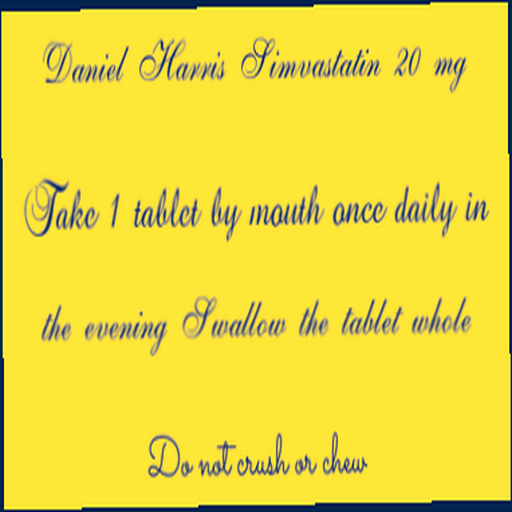 Daniel Harris Simvastatin 20 mg
Take 1 tablet by mouth once daily in
the evening Swallow the tablet whole
Do not crush or chew